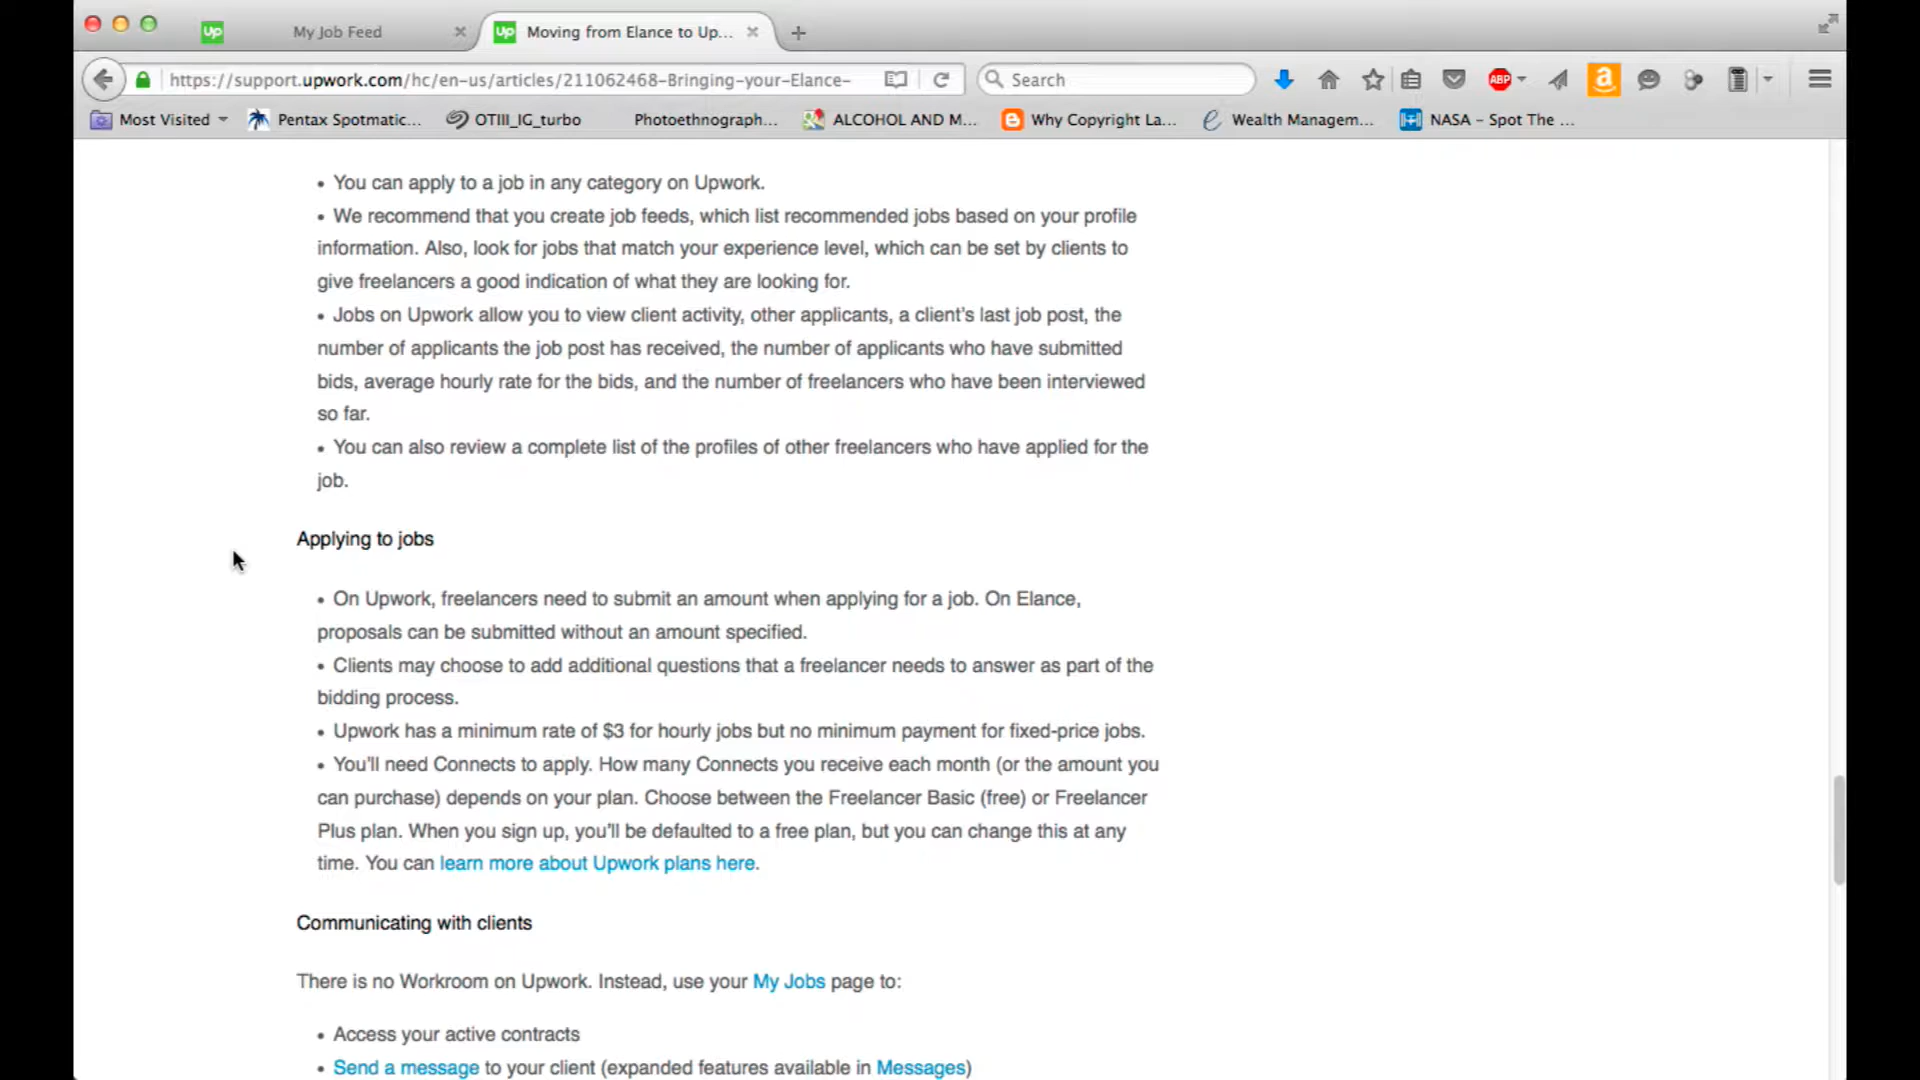 Up My Job Feed
Up Moving from Elance to Up...
https://support.upwork.com/hc/en-us/articles/211062468-Bringing-your-Elance-
Search
ABP
a
Most Visited
Pentax Spotmatic...
OTIII_IG_turbo
Photoethnograph...
ALCOHOL AND M...
Why Copyright La...
Wealth Managem...
NASA - Spot The ...
• You can apply to a job in any category on Upwork.
• We recommend that you create job feeds, which list recommended jobs based on your profile
information. Also, look for jobs that match your experience level, which can be set by clients to
give freelancers a good indication of what they are looking for.
• Jobs on Upwork allow you to view client activity, other applicants, a client's last job post, the
number of applicants the job post has received, the number of applicants who have submitted
bids, average hourly rate for the bids, and the number of freelancers who have been interviewed
so far.
• You can also review a complete list of the profiles of other freelancers who have applied for the
job.
Applying to jobs
• On Upwork, freelancers need to submit an amount when applying for a job. On Elance,
proposals can be submitted without an amount specified.
• Clients may choose to add additional questions that a freelancer needs to answer as part of the
bidding process.
• Upwork has a minimum rate of $3 for hourly jobs but no minimum payment for fixed-price jobs.
• You'll need Connects to apply. How many Connects you receive each month (or the amount you
can purchase) depends on your plan. Choose between the Freelancer Basic (free) or Freelancer
Plus plan. When you sign up, you'll be defaulted to a free plan, but you can change this at any
time. You can learn more about Upwork plans here.
Communicating with clients
There is no Workroom on Upwork. Instead, use your My Jobs page to:
• Access your active contracts
• Send a message to your client (expanded features available in Messages)